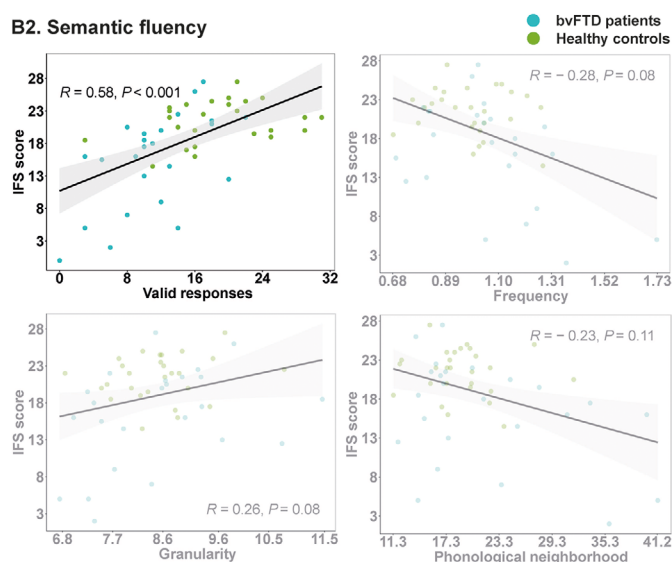 B2. Semantic fluency
bvFTD patients
Healthy controls
R = 0.58, P < 0.001
IFS score
28
23
18
13
8
3
0 8 16 24 32
Valid responses
R = − 0.28, P = 0.08
IFS score
28
23
18
13
8
3
0.68 0.89 1.10 1.31 1.52 1.73
Frequency
R = 0.26, P = 0.08
IFS score
28
23
18
13
8
3
6.8 7.7 8.6 9.6 10.5 11.5
Granularity
R = − 0.23, P = 0.11
IFS score
28
23
18
13
8
3
11.3 17.3 23.3 29.3 35.3 41.2
Phonological neighborhood